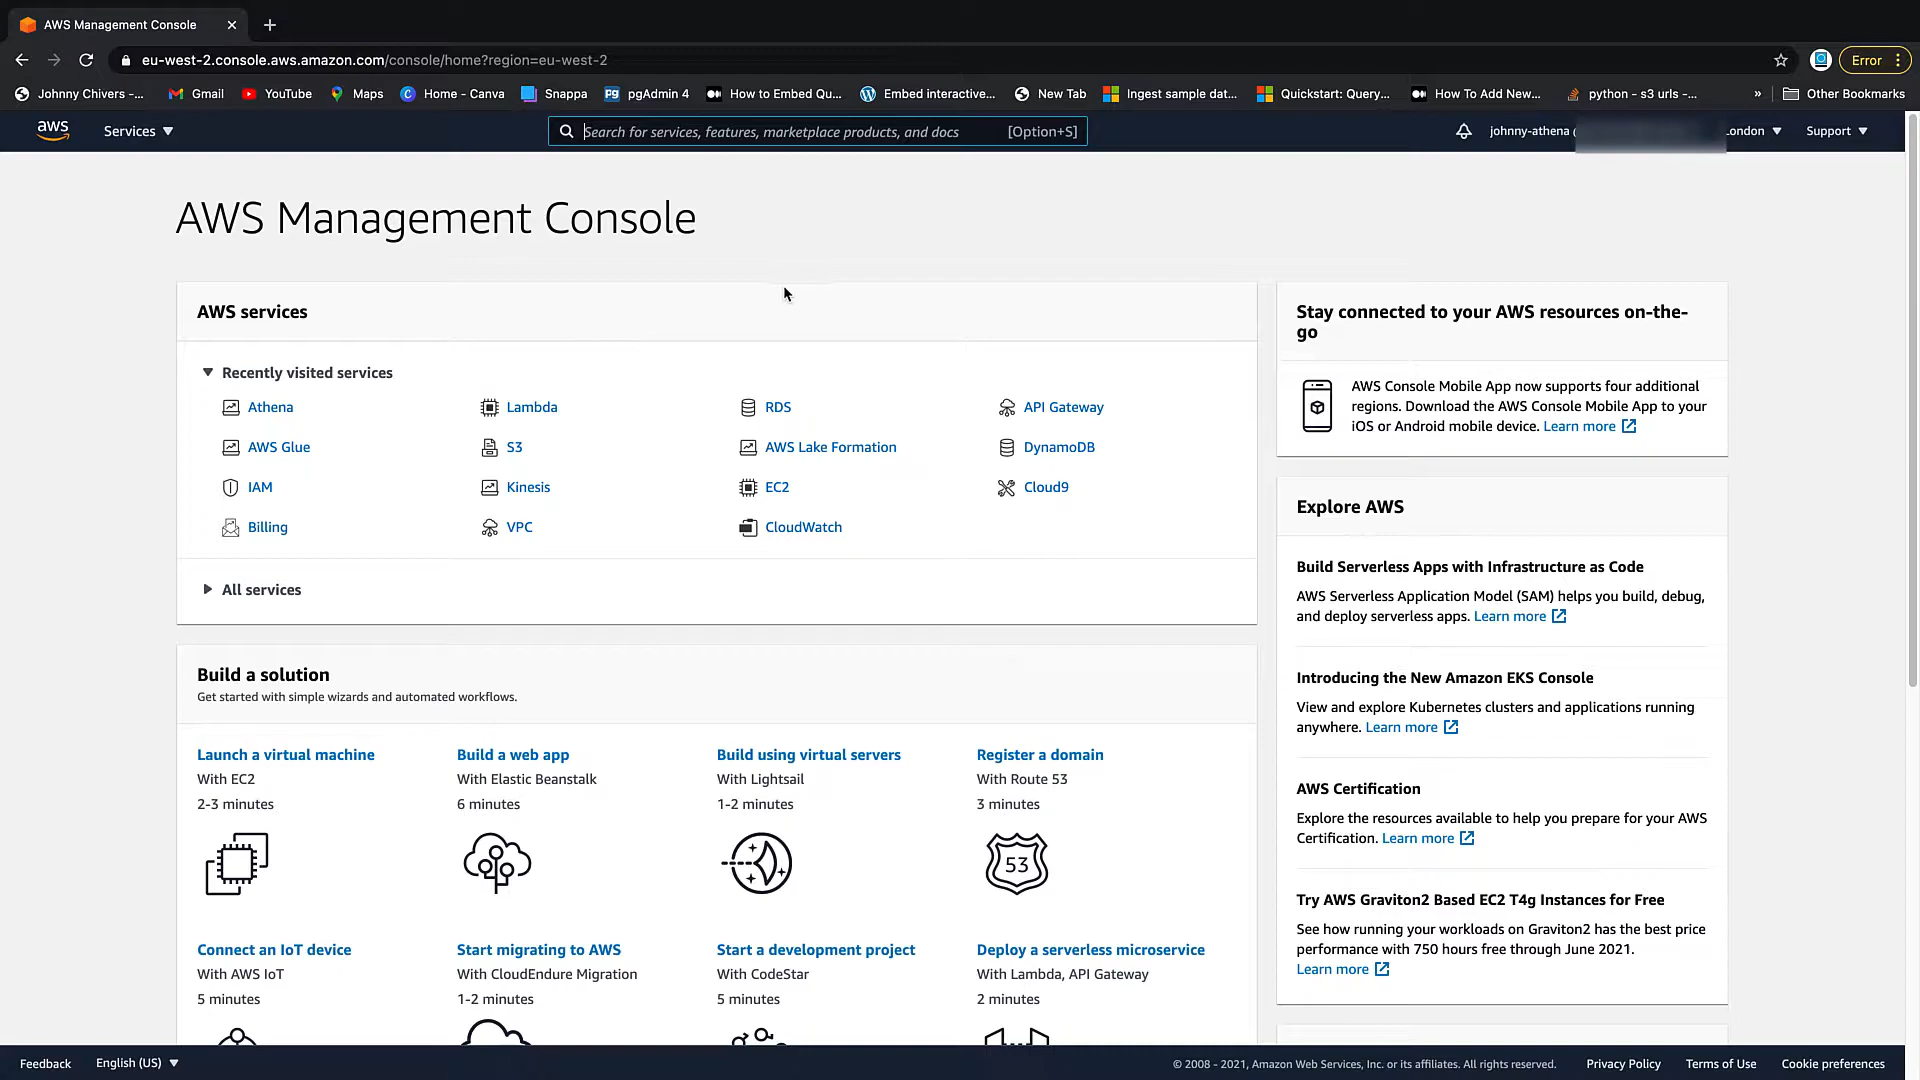 AWS Management Console
eu-west-2.console.aws.amazon.com/console/home?region=eu-west-2
Error
Johnny Chivers -... Gmail YouTube Maps Home - Canva Snappa pgAdmin 4 How to Embed Qu... Embed interactive... New Tab Ingest sample dat... Quickstart: Query,... How To Add New... python - s3 urls -... » Other Bookmarks
aws Services Search for services, features, marketplace products, and docs [Option+S] johnny-athena ( London Support
AWS Management Console
AWS services
Recently visited services
Athena Lambda RDS API Gateway
AWS Glue S3 AWS Lake Formation DynamoDB
IAM Kinesis EC2 Cloud9
Billing VPC CloudWatch
All services
Build a solution
Get started with simple wizards and automated workflows.
Launch a virtual machine Build a web app Build using virtual servers Register a domain
With EC2 With Elastic Beanstalk With Lightsail With Route 53
2-3 minutes 6 minutes 1-2 minutes 3 minutes
53
Connect an IoT device Start migrating to AWS Start a development project Deploy a serverless microservice
With AWS IoT With CloudEndure Migration With CodeStar With Lambda, API Gateway
5 minutes 1-2 minutes 5 minutes 2 minutes
Stay connected to your AWS resources on-the-
go
AWS Console Mobile App now supports four additional
regions. Download the AWS Console Mobile App to your
iOS or Android mobile device. Learn more
Explore AWS
Build Serverless Apps with Infrastructure as Code
AWS Serverless Application Model (SAM) helps you build, debug,
and deploy serverless apps. Learn more
Introducing the New Amazon EKS Console
View and explore Kubernetes clusters and applications running
anywhere. Learn more
AWS Certification
Explore the resources available to help you prepare for your AWS
Certification. Learn more
Try AWS Graviton2 Based EC2 T4g Instances for Free
See how running your workloads on Graviton2 has the best price
performance with 750 hours free through June 2021.
Learn more
Feedback English (US) © 2008 - 2021, Amazon Web Services, Inc. or its affiliates. All rights reserved. Privacy Policy Terms of Use Cookie preferences